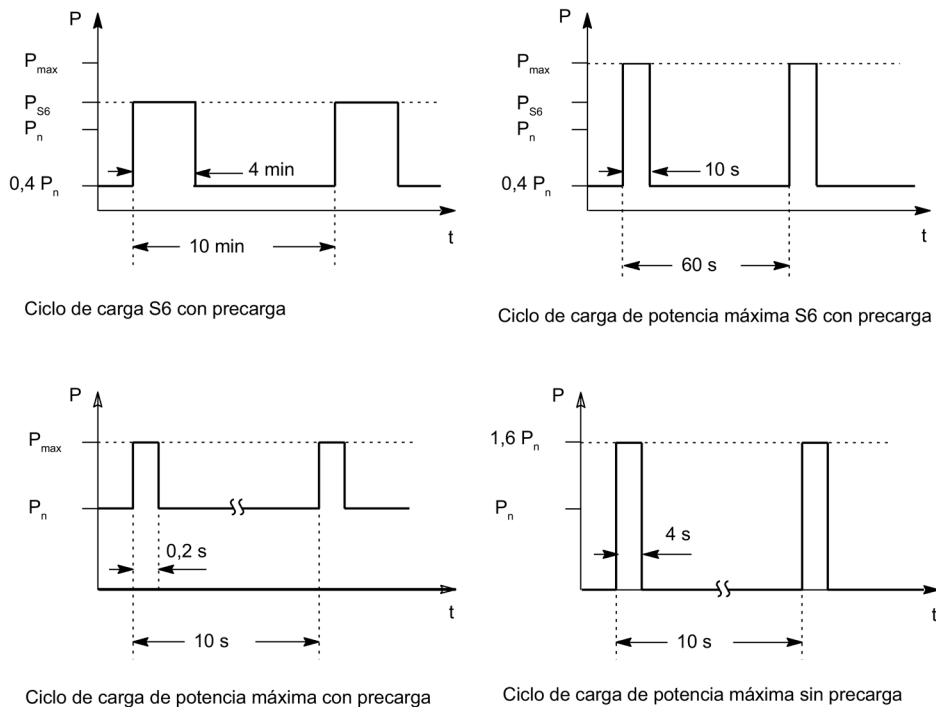 P
P max
P S6
P n
0,4 P n
4 min
t
10 min
Ciclo de carga S6 con precarga
P
P max
P S6
P n
0,4 P n
10 s
t
60 s
Ciclo de carga de potencia máxima S6 con precarga
P
P max
P n
0,2 s
t
10 s
Ciclo de carga de potencia máxima con precarga
P
1,6 P n
P n
4 s
t
10 s
Ciclo de carga de potencia máxima sin precarga